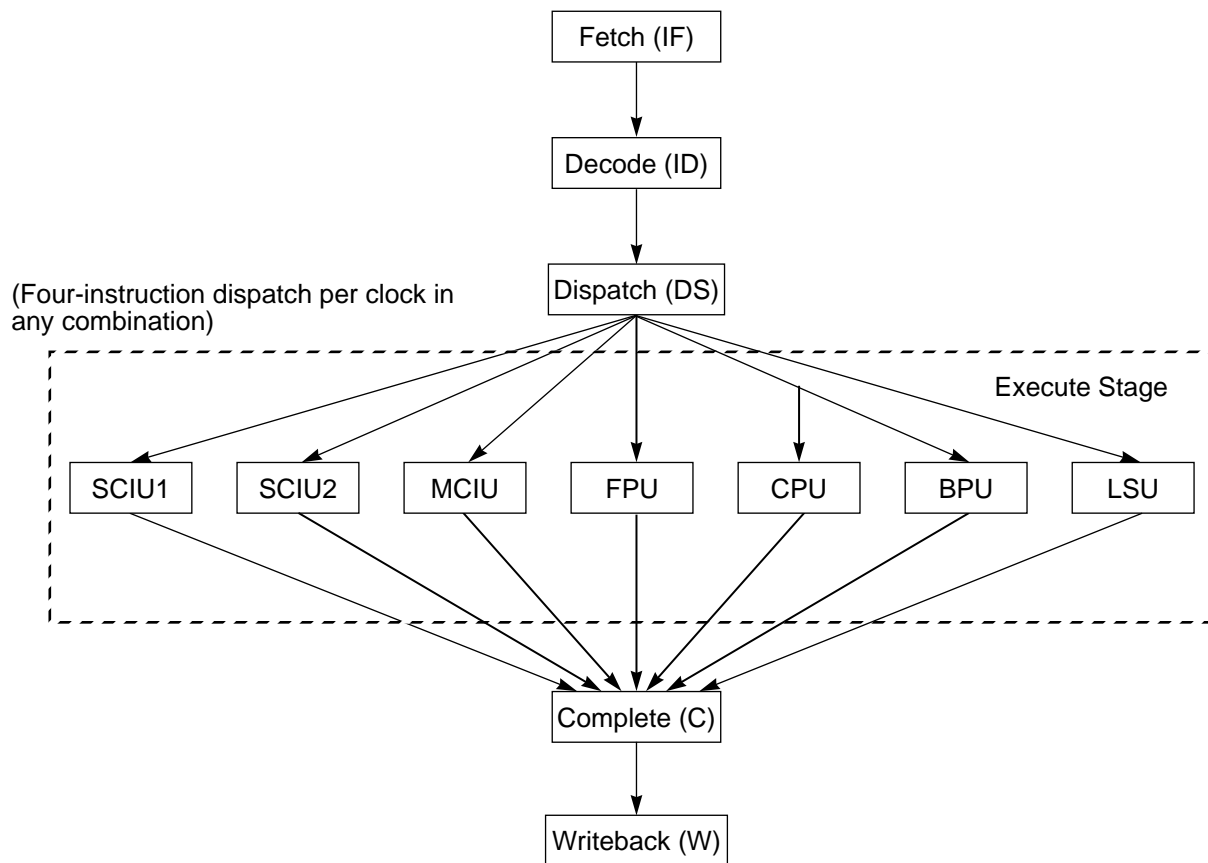 Fetch (IF)
Decode (ID)
Dispatch (DS)
(Four-instruction dispatch per clock in
any combination)
Execute Stage
SCIU1
SCIU2
MCIU
FPU
CPU
BPU
LSU
Complete (C)
Writeback (W)